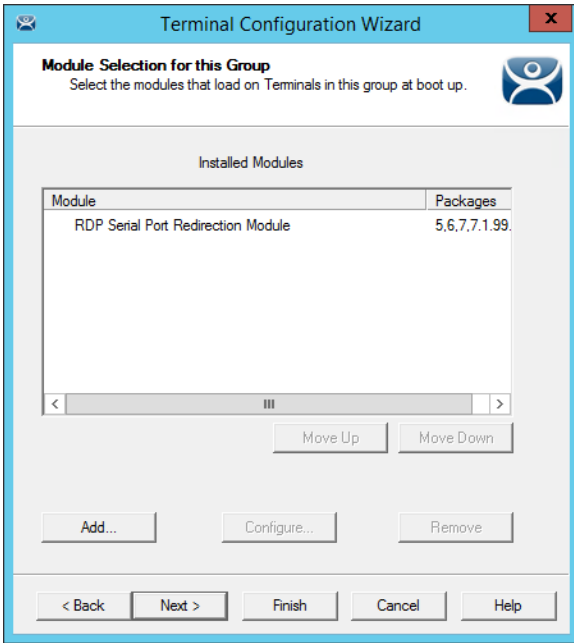 Terminal Configuration Wizard
x
Module Selection for this Group
Select the modules that load on Terminals in this group at boot up.
Installed Modules
Module Packages
RDP Serial Port Redirection Module 5,6,7,7.1.99.
Move Up Move Down
Add... Configure... Remove
< Back Next > Finish Cancel Help